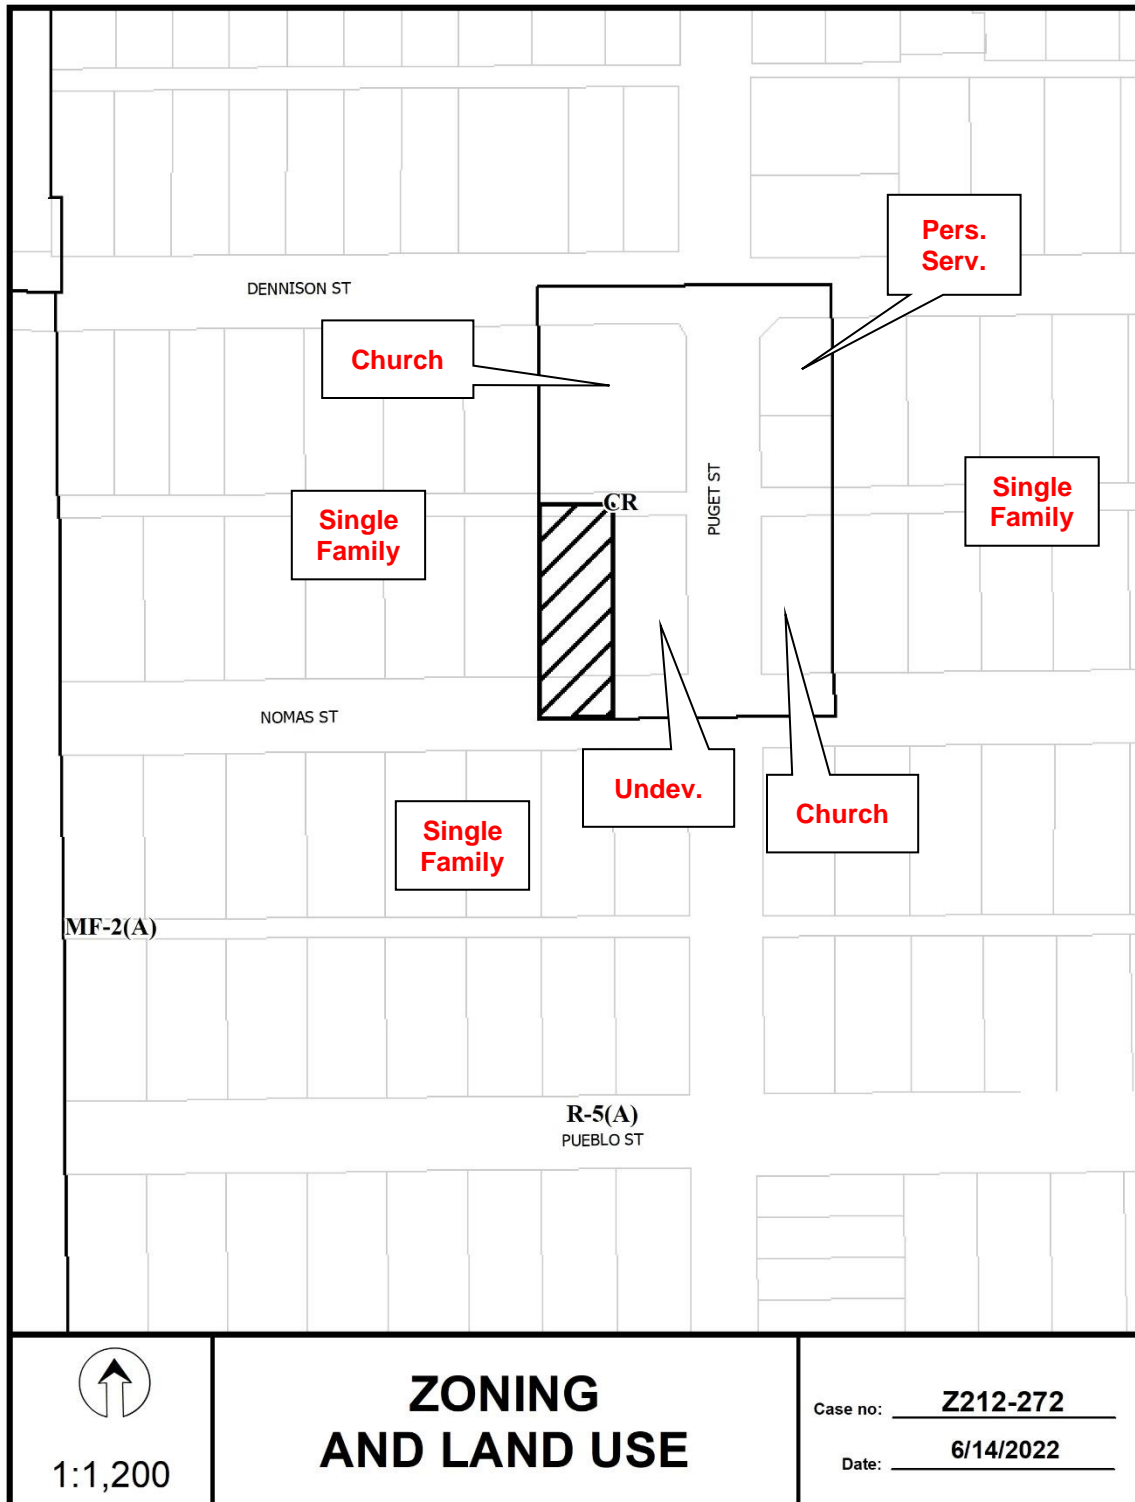 Pers.
Serv.
DENNISON ST
Church
Single
Family
CR
PUGET ST
Single
Family
NOMAS ST
Undev.
Church
Single
Family
MF-2(A)
R-5(A)
PUEBLO ST
1:1,200
ZONING
AND LAND USE
Case no: Z212-272
Date: 6/14/2022